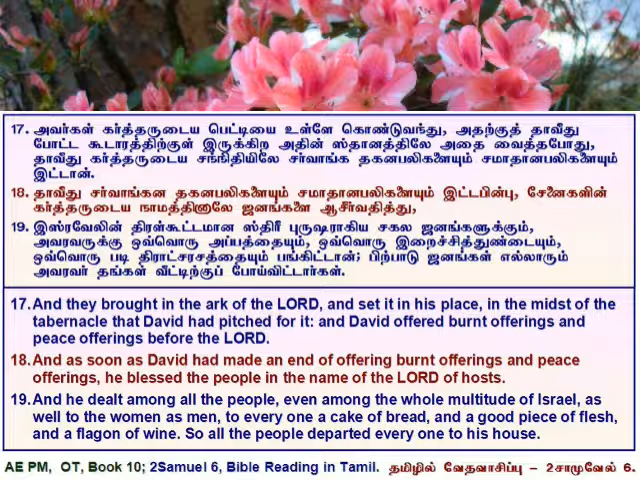 17. அவர்கள் கர்த்தருடைய பெட்டியை உள்ளே கொண்டுவந்து, அதற்குத் தாவீது
போட்ட கூடாரத்திற்குள் இருக்கிற அதின் ஸ்தானத்திலே அதை வைத்தபோது,
தாவீது கர்த்தருடைய சந்நிதியிலே சர்வாங்க தகனபலிகளையும் சமாதானபலிகளையும்
இட்டான்.
18. தாவீது சர்வாங்கன தகனபலிகளையும் சமாதானபலிகளையும் இட்டபின்பு, சேனைகளின்
கர்த்தருடைய நாமத்தினாலே ஜனங்களை ஆசீர்வதித்து,
19. இஸ்ரவேலின் திரள்கூட்டமான ஸ்திரீ புருஷராகிய சகல ஜனங்களுக்கும்,
அவரவருக்கு ஒவ்வொரு அப்பத்தையும், ஒவ்வொரு இறைச்சித்துண்டையும்,
ஒவ்வொரு படி திராட்சரசத்தையும் பங்கிட்டான்; பிற்பாடு ஜனங்கள் எல்லாரும்
அவரவர் தங்கள் வீட்டிற்குப் போய்விட்டார்கள்.
17. And they brought in the ark of the LORD, and set it in his place, in the midst of the
tabernacle that David had pitched for it: and David offered burnt offerings and
peace offerings before the LORD.
18. And as soon as David had made an end of offering burnt offerings and peace
offerings, he blessed the people in the name of the LORD of hosts.
19. And he dealt among all the people, even among the whole multitude of Israel, as
well to the women as men, to every one a cake of bread, and a good piece of flesh,
and a flagon of wine. So all the people departed every one to his house.
AE PM, OT, Book 10; 2Samuel 6, Bible Reading in Tamil. தமிழில் வேதவாசிப்பு – 2சாமுவேல் 6.